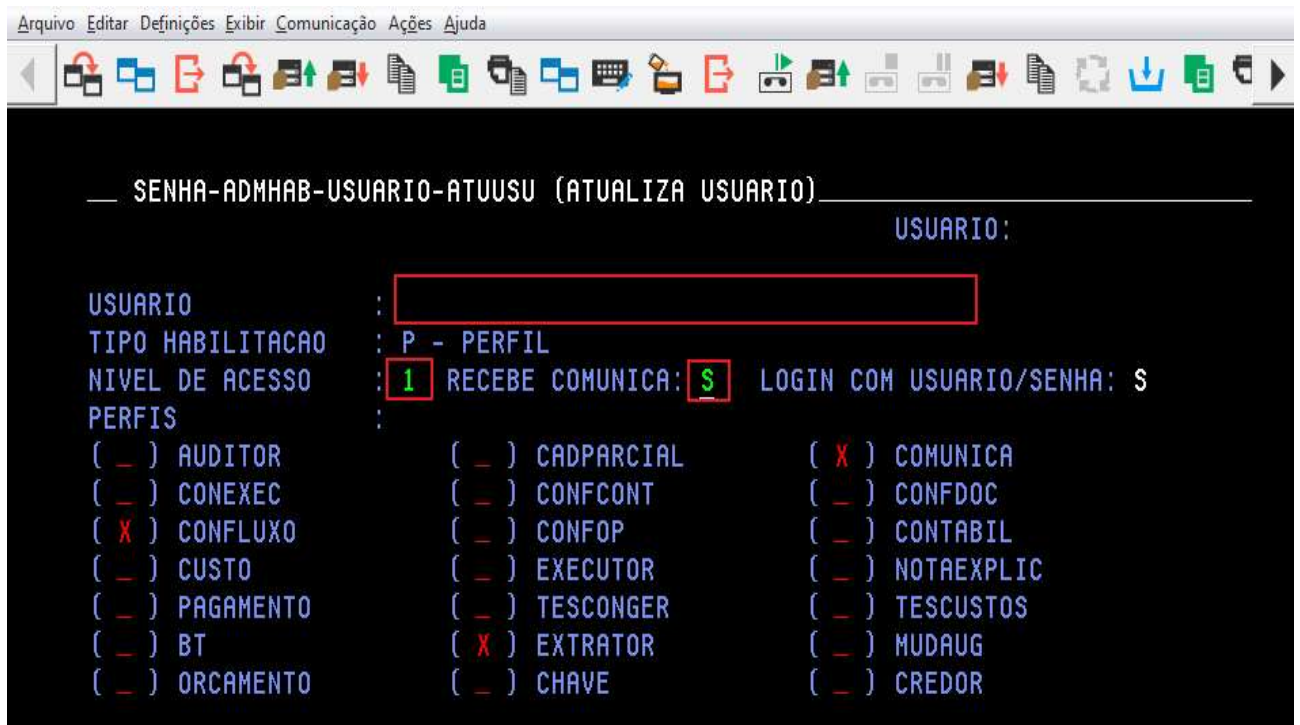 Arquivo Editar Definições Exibir Comunicação Ações Ajuda
__ SENHA-ADMHAB-USUARIO-ATUUSU (ATUALIZA USUARIO)______________________________
USUARIO:
USUARIO :
TIPO HABILITACAO : P - PERFIL
NIVEL DE ACESSO : 1 RECEBE COMUNICA: S LOGIN COM USUARIO/SENHA: S
PERFIS :
( _ ) AUDITOR ( _ ) CADPARCIAL ( X ) COMUNICA
( _ ) CONEXEC ( _ ) CONFCONT ( _ ) CONFDOC
( X ) CONFLUXO ( _ ) CONFOP ( _ ) CONTABIL
( _ ) CUSTO ( _ ) EXECUTOR ( _ ) NOTAEXPLIC
( _ ) PAGAMENTO ( _ ) TESCONGER ( _ ) TESCUSTOS
( _ ) BT ( X ) EXTRATOR ( _ ) MUDAUG
( _ ) ORCAMENTO ( _ ) CHAVE ( _ ) CREDOR